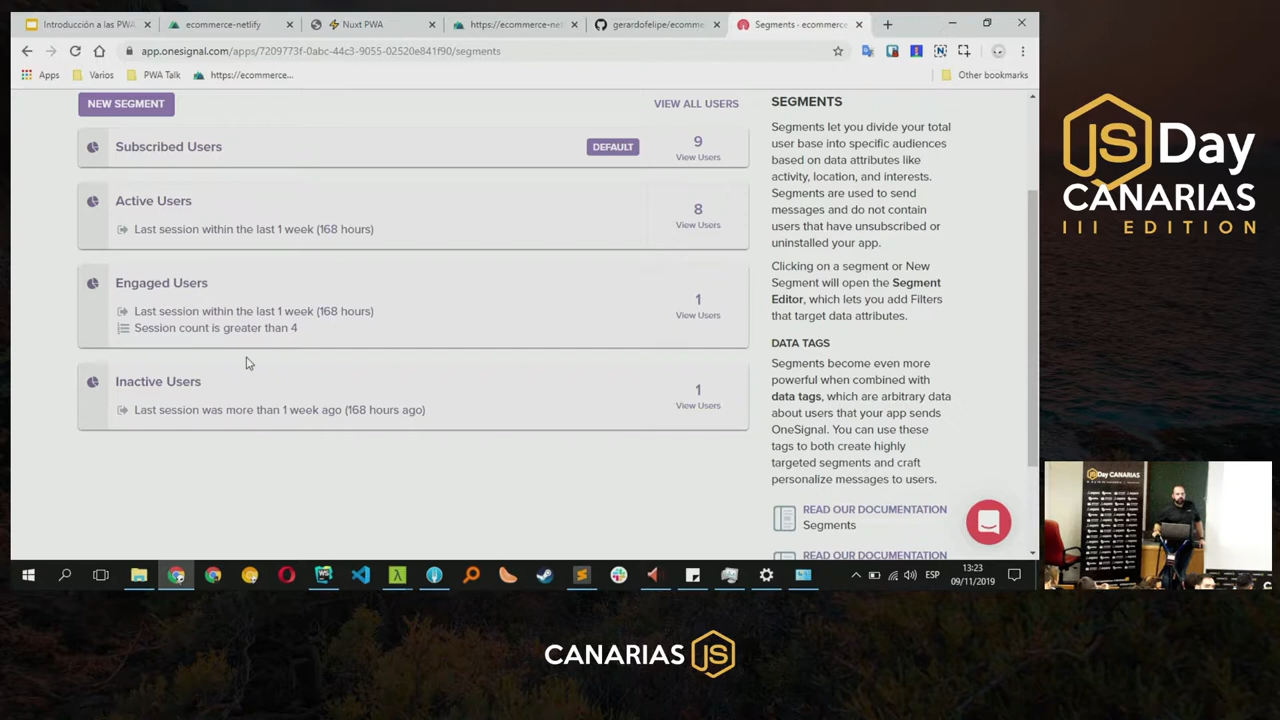 Introducción a las PWA
ecommerce-netlify
Nuxt PWA
https://ecommerce-net
gerardofelipe/ecomme
Segments - ecommerce
app.onesignal.com/apps/7209773f-0abc-44c3-9055-02520e841f90/segments
Apps
Varios
PWA Talk
https://ecommerce...
Other bookmarks
NEW SEGMENT
VIEW ALL USERS
Subscribed Users
DEFAULT
9
View Users
Active Users
Last session within the last 1 week (168 hours)
8
View Users
Engaged Users
Last session within the last 1 week (168 hours)
Session count is greater than 4
1
View Users
Inactive Users
Last session was more than 1 week ago (168 hours ago)
1
View Users
SEGMENTS
Segments let you divide your total
user base into specific audiences
based on data attributes like
activity, location, and interests.
Segments are used to send
messages and do not contain
users that have unsubscribed or
uninstalled your app.
Clicking on a segment or New
Segment will open the Segment
Editor, which lets you add Filters
that target data attributes.
DATA TAGS
Segments become even more
powerful when combined with
data tags, which are arbitrary data
about users that your app sends
OneSignal. You can use these
tags to both create highly
targeted segments and craft
personalize messages to users.
READ OUR DOCUMENTATION
Segments
READ OUR DOCUMENTATION
ESP
13:23
09/11/2019
JS Day
CANARIAS
III EDITION
JSDay CANARIAS
CANARIAS JS